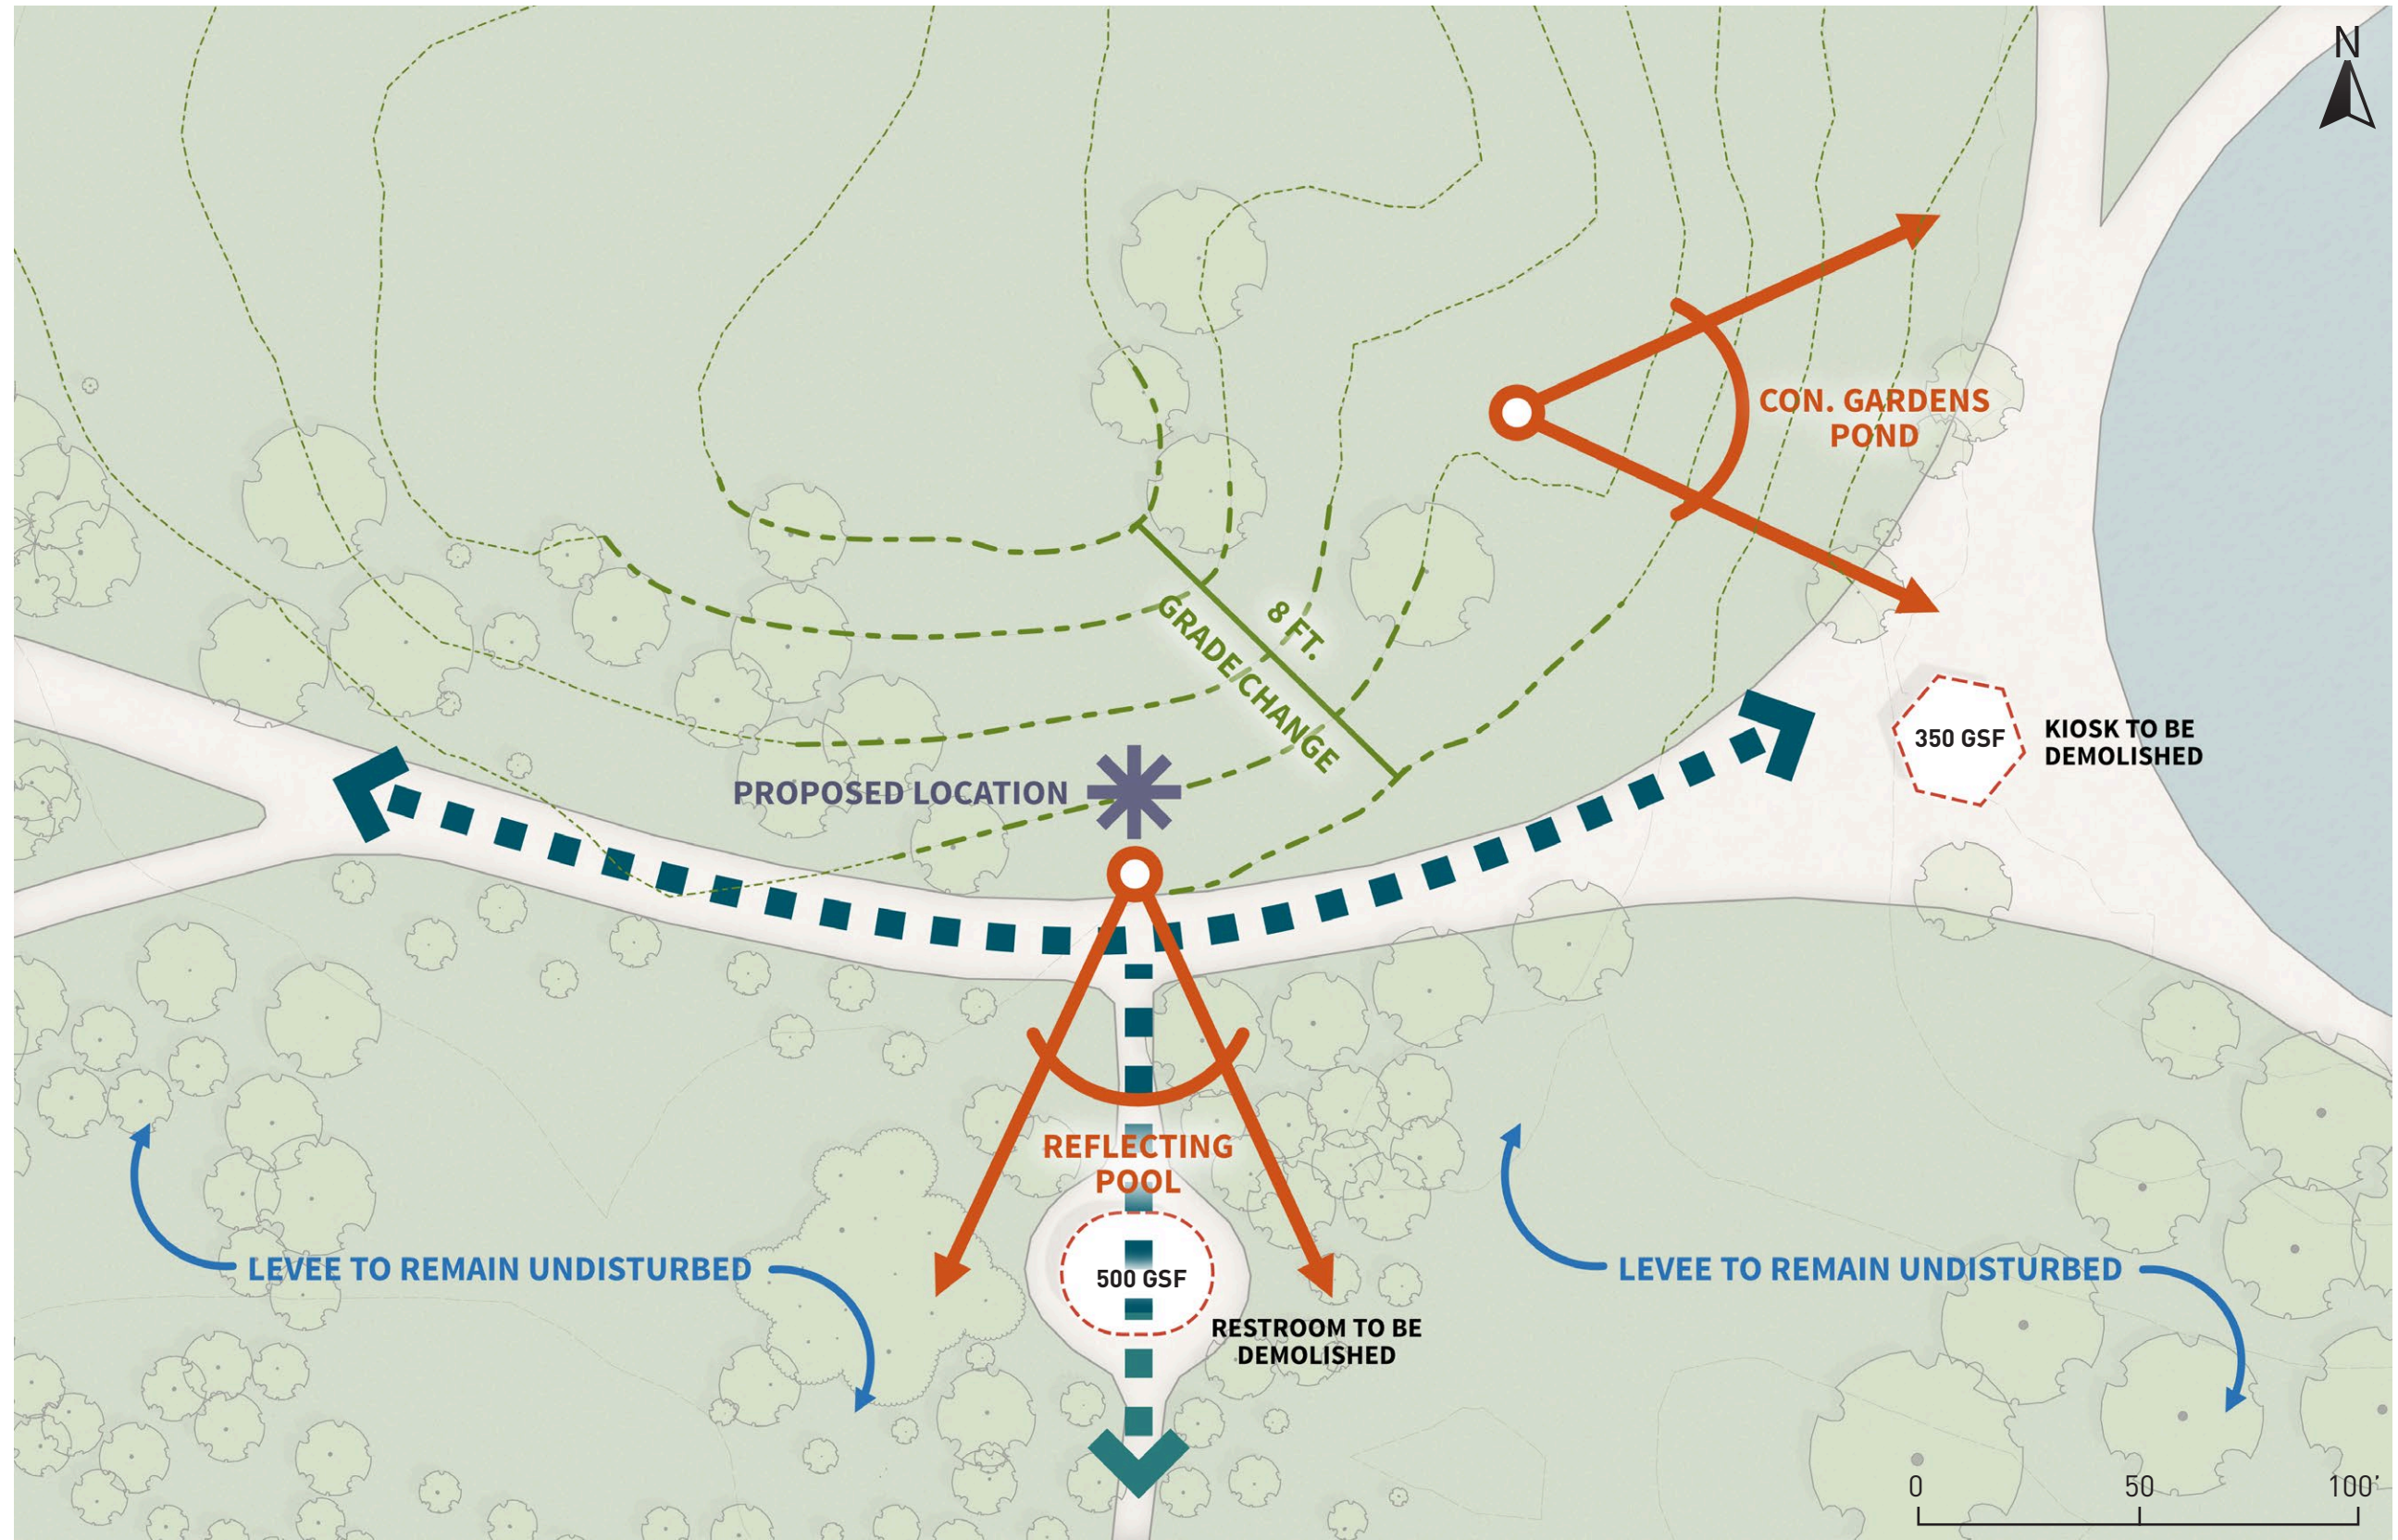 N
CON. GARDENS
POND
8 FT.
GRADE CHANGE
350 GSF
KIOSK TO BE
DEMOLISHED
PROPOSED LOCATION
REFLECTING
POOL
LEVEE TO REMAIN UNDISTURBED
500 GSF
LEVEE TO REMAIN UNDISTURBED
RESTROOM TO BE
DEMOLISHED
0 50 100'